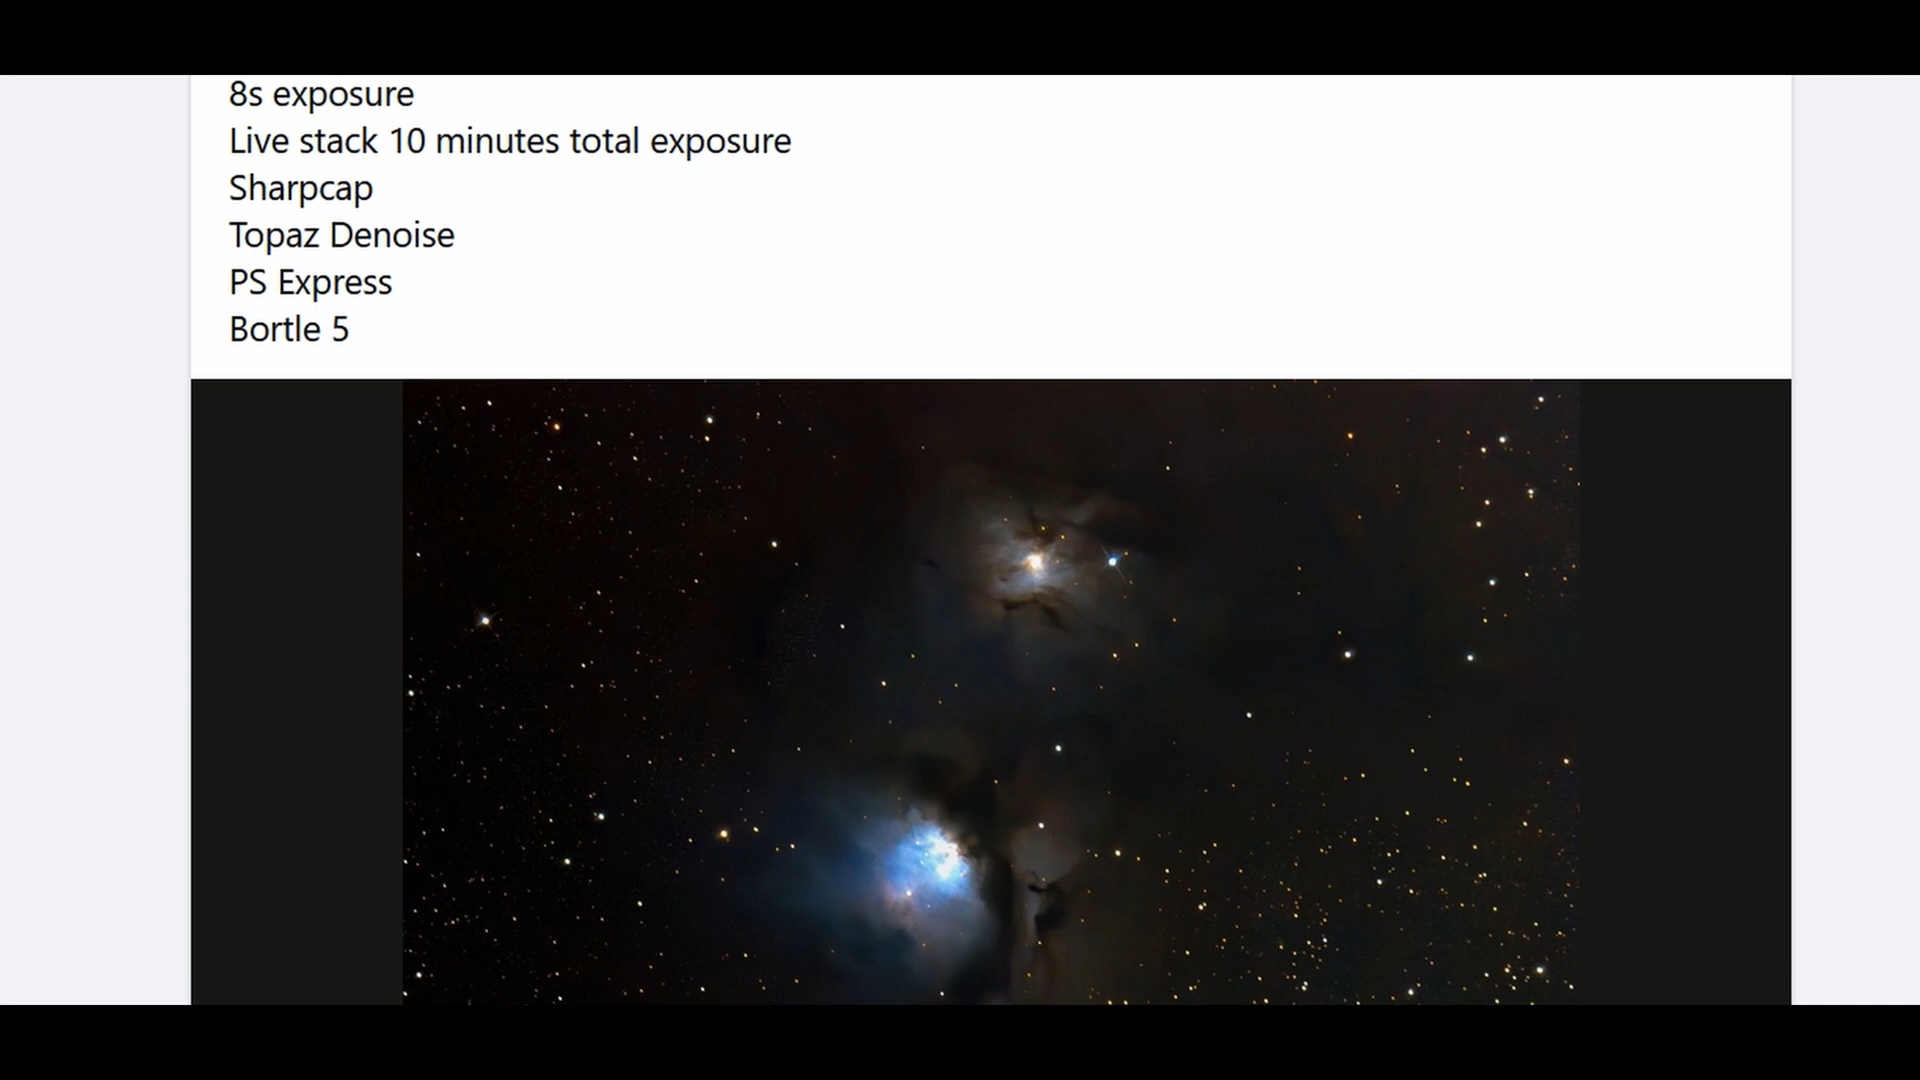 8s exposure
Live stack 10 minutes total exposure
Sharpcap
Topaz Denoise
PS Express
Bortle 5